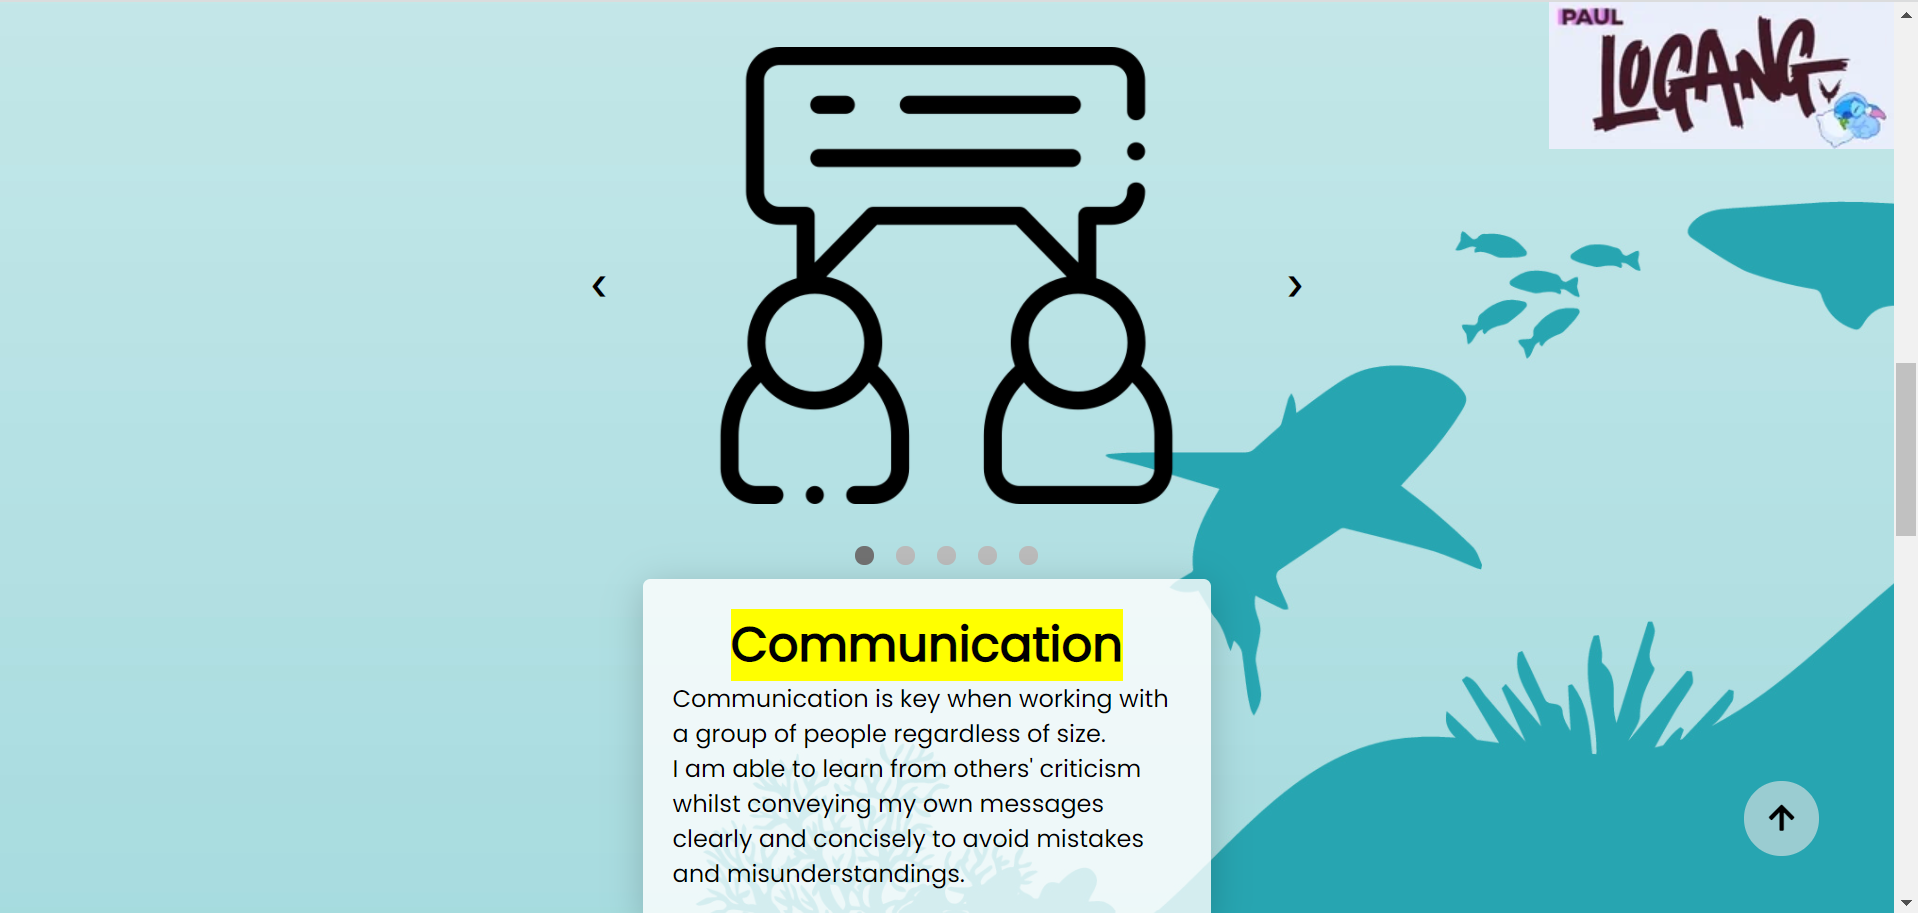 PAUL
LOGANG
Communication
Communication is key when working with
a group of people regardless of size.
I am able to learn from others' criticism
whilst conveying my own messages
clearly and concisely to avoid mistakes
and misunderstandings.